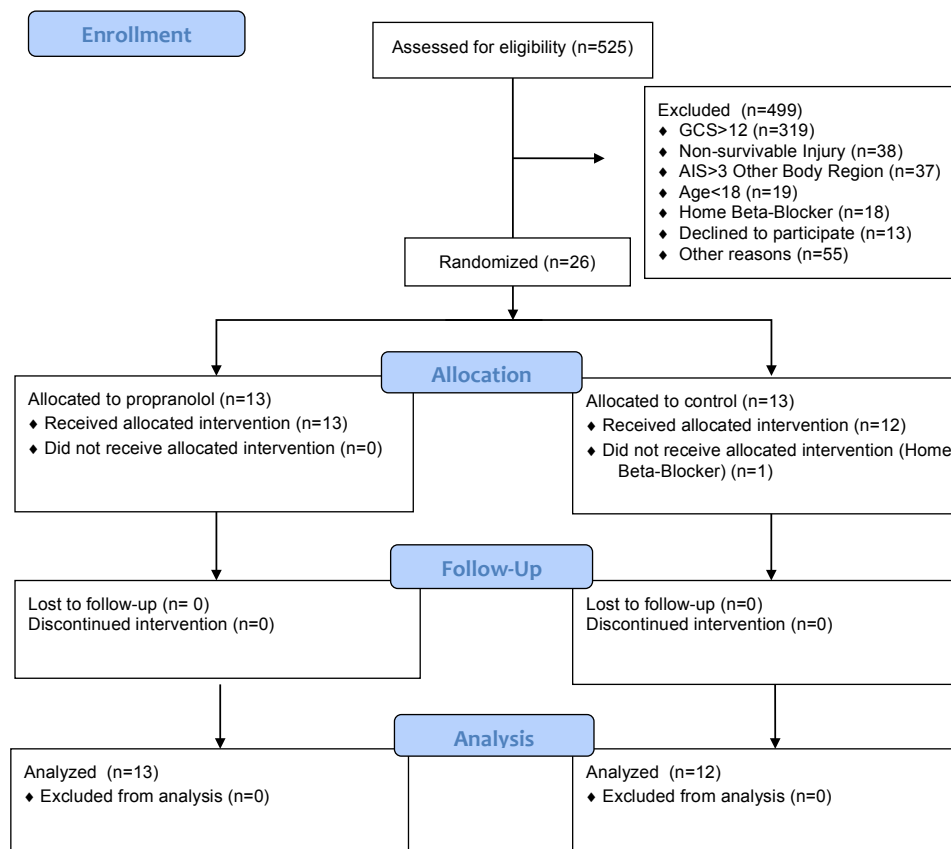 Enrollment
Assessed for eligibility (n=525)
Excluded (n=499)
♦ GCS>12 (n=319)
♦ Non-survivable Injury (n=38)
♦ AIS>3 Other Body Region (n=37)
♦ Age<18 (n=19)
♦ Home Beta-Blocker (n=18)
♦ Declined to participate (n=13)
♦ Other reasons (n=55)
Randomized (n=26)
Allocation
Allocated to propranolol (n=13)
♦ Received allocated intervention (n=13)
♦ Did not receive allocated intervention (n=0)
Allocated to control (n=13)
♦ Received allocated intervention (n=12)
♦ Did not receive allocated intervention (Home
Beta-Blocker) (n=1)
Follow-Up
Lost to follow-up (n= 0)
Discontinued intervention (n=0)
Lost to follow-up (n=0)
Discontinued intervention (n=0)
Analysis
Analyzed (n=13)
♦ Excluded from analysis (n=0)
Analyzed (n=12)
♦ Excluded from analysis (n=0)